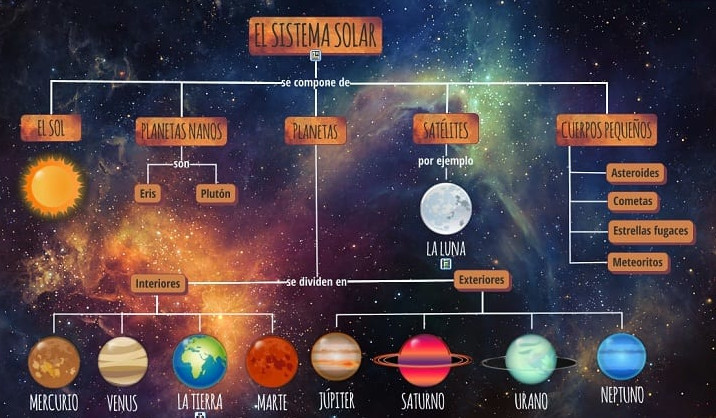 EL SISTEMA SOLAR
se compone de
EL SOL
PLANETAS NANOS
PLANETAS
SATÉLITES
CUERPOS PEQUEÑOS
son
por ejemplo
Eris
Plutón
Asteroides
Cometas
Estrellas fugaces
Meteoritos
LA LUNA
Interiores
se dividen en
Exteriores
MERCURIO
VENUS
LA TIERRA
MARTE
JÚPITER
SATURNO
URANO
NEPTUNO